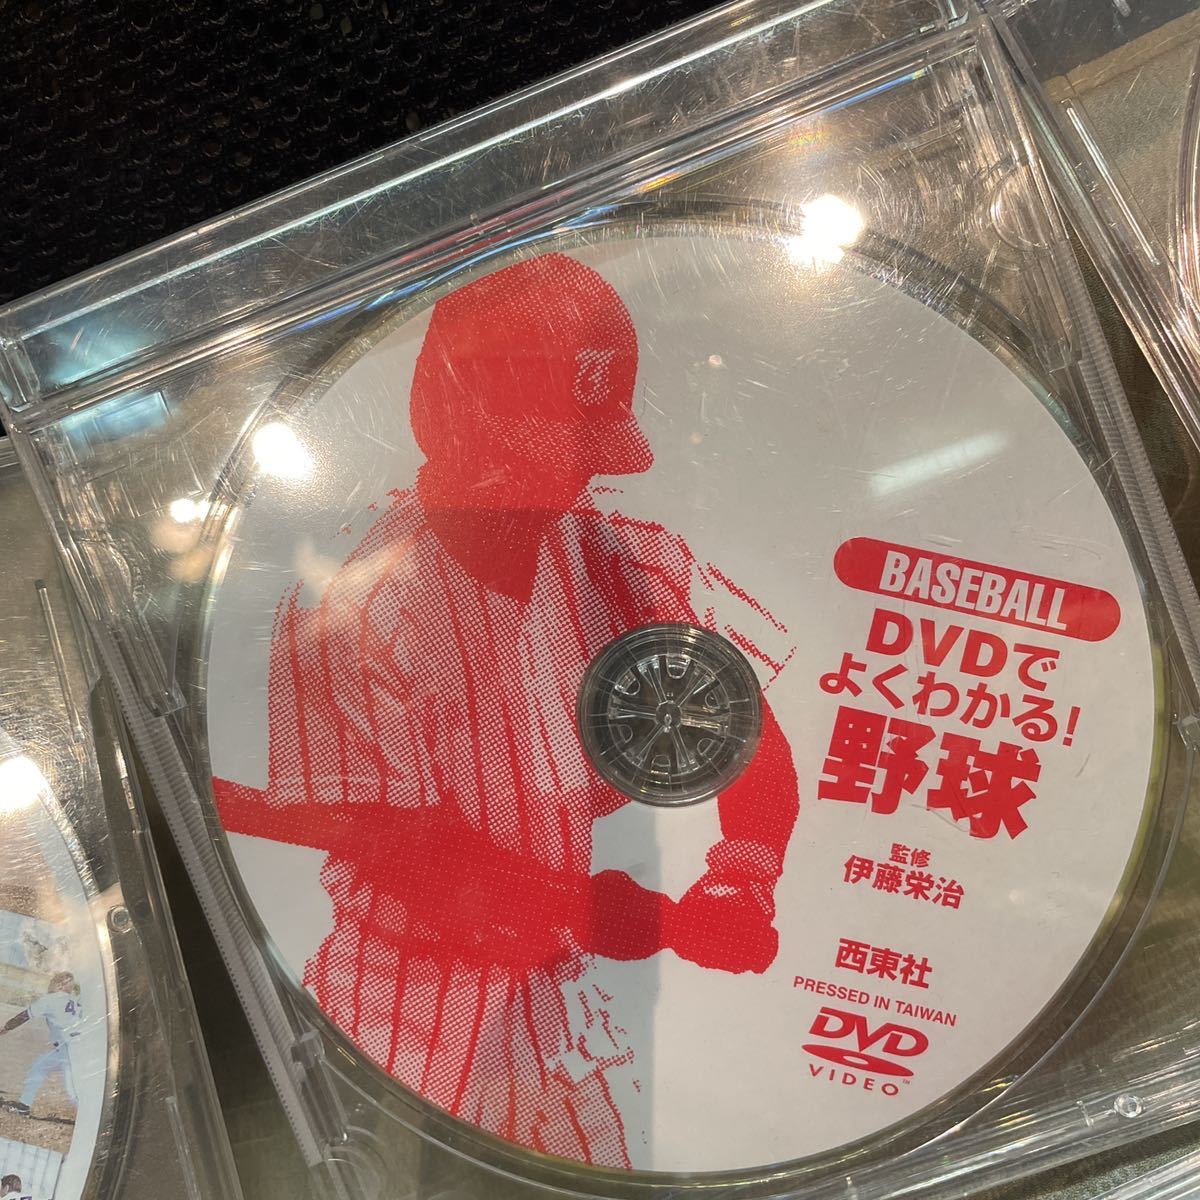 BASEBALL
DVDで
よくわかる!
野球
監修
伊藤栄治
西東社
PRESSED IN TAIWAN
DVD
VIDEO